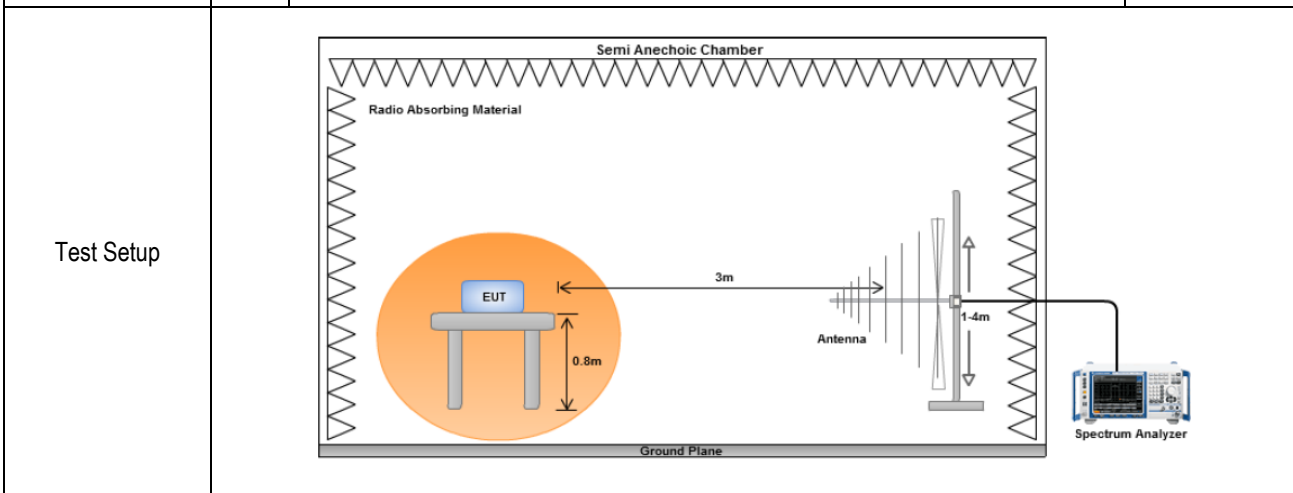 Test Setup
Semi Anechoic Chamber
Radio Absorbing Material
EUT
3m
0.8m
Antenna
1-4m
Spectrum Analyzer
Ground Plane